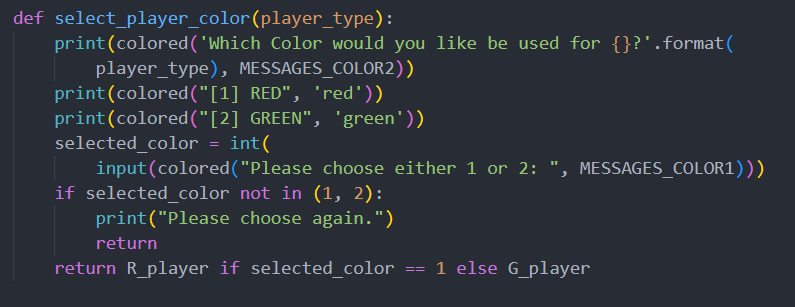 def select_player_color(player_type):
    print(colored('Which Color would you like be used for {}?'.format(
        player_type), MESSAGES_COLOR2))
    print(colored("[1] RED", 'red'))
    print(colored("[2] GREEN", 'green'))
    selected_color = int(
        input(colored("Please choose either 1 or 2: ", MESSAGES_COLOR1)))
    if selected_color not in (1, 2):
        print("Please choose again.")
        return
    return R_player if selected_color == 1 else G_player